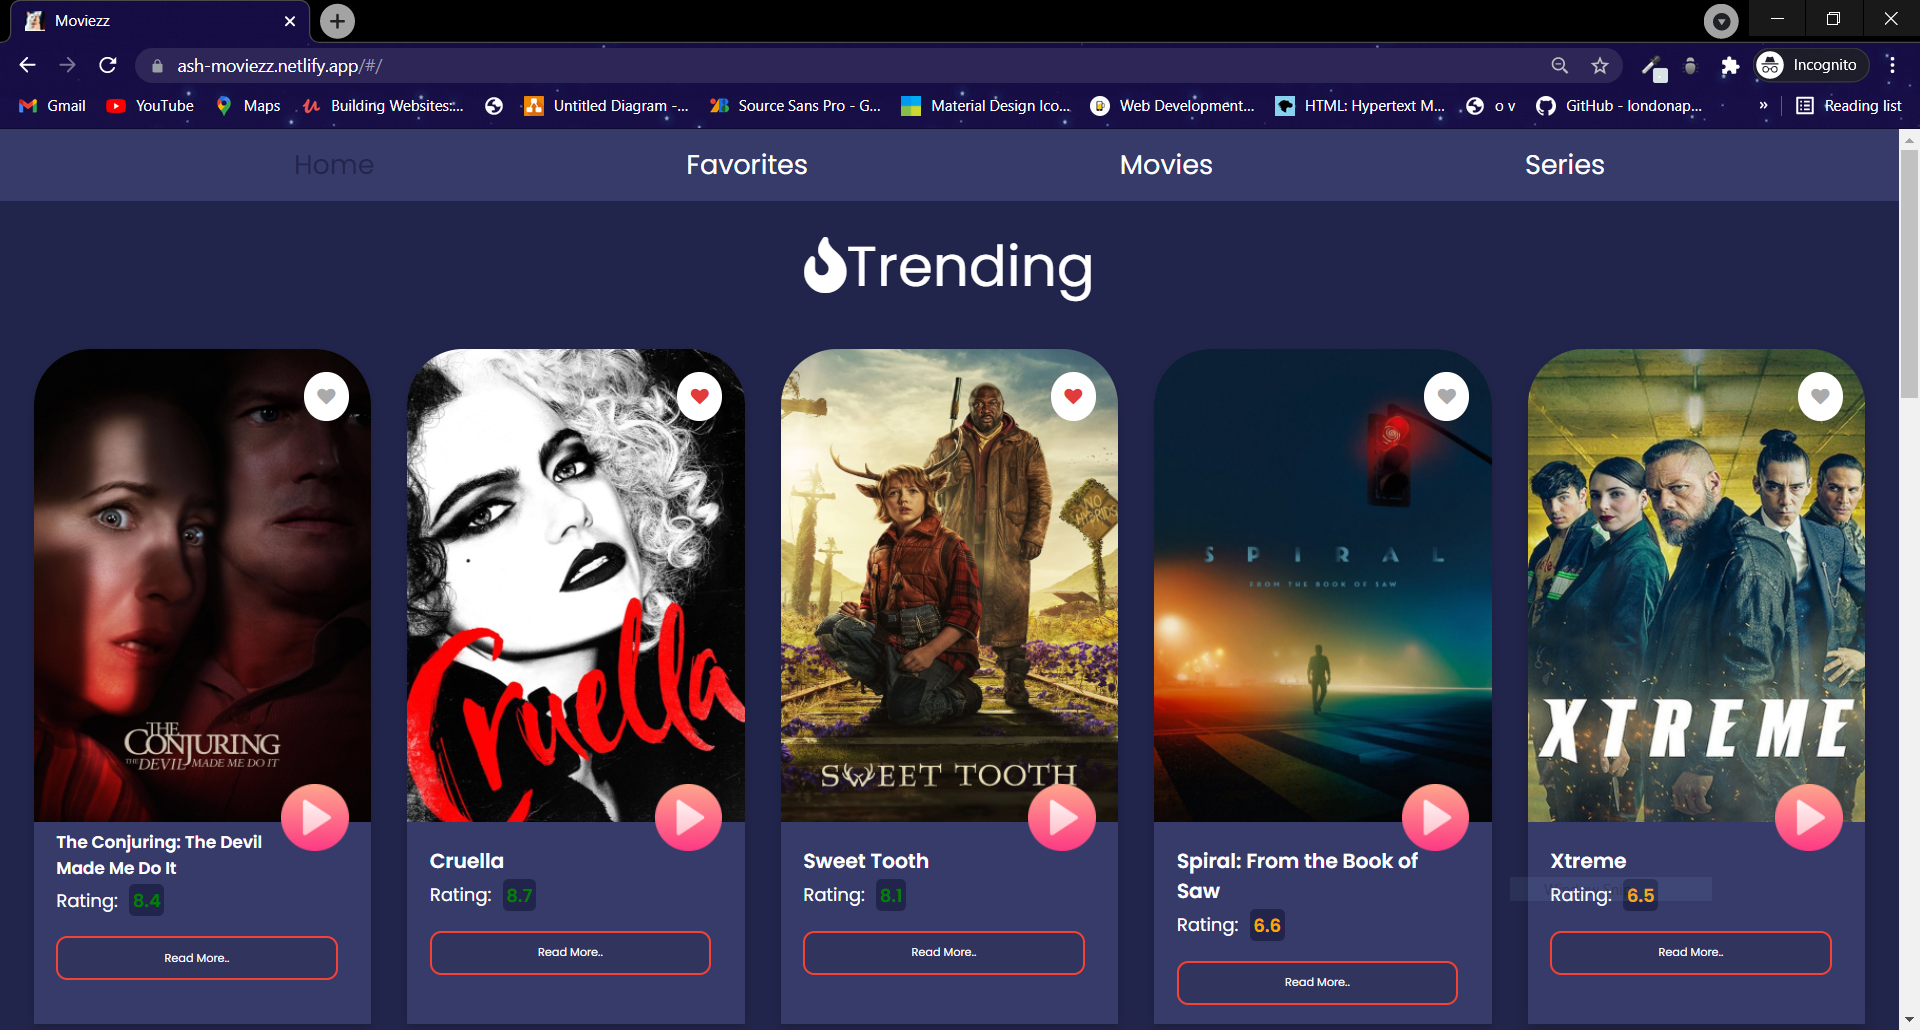 Moviezz
ash-moviezz.netlify.app/#/
Incognito
Gmail
YouTube
Maps
Building Websites:...
Untitled Diagram -...
Source Sans Pro - G...
Material Design Ico...
Web Development...
HTML: Hypertext M...
o v
GitHub - londonap...
»
Reading list
Home
Favorites
Movies
Series
Trending
THE
CONJURING
THE DEVIL MADE ME DO IT
Cruella
NO
HYBRIDS
SWEET TOOTH
SPIRAL
FROM THE BOOK OF SAW
XTREME
The Conjuring: The Devil
Made Me Do It
Rating: 8.4
Read More..
Cruella
Rating: 8.7
Read More..
Sweet Tooth
Rating: 8.1
Read More..
Spiral: From the Book of
Saw
Rating: 6.6
Read More..
Xtreme
Rating: 6.5
Read More..